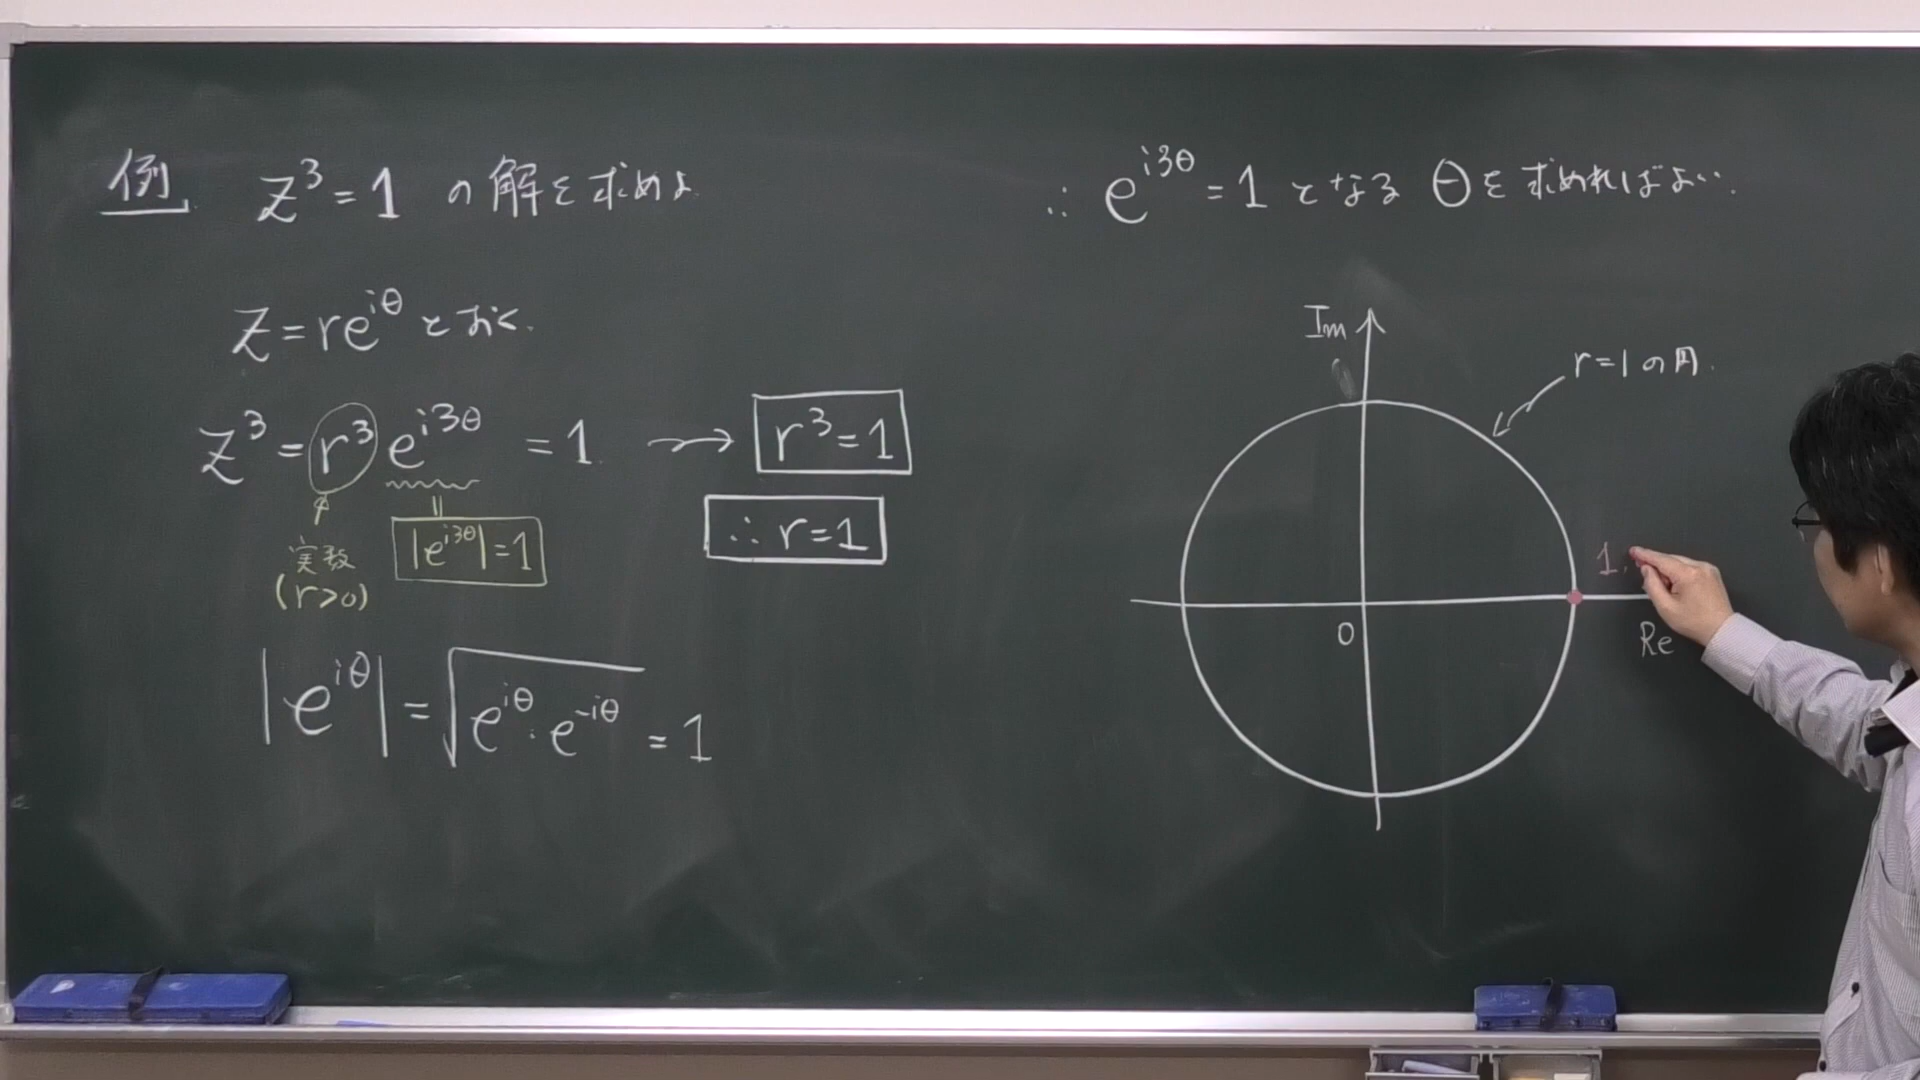 例. z³ = 1 の解を求めよ
z = re^{iθ} とおく.
z³ = r³ e^{i3θ} = 1. → r³ = 1
実数
(r>0)
|e^{i3θ}| = 1
∴ r = 1
|e^{iθ}| = √(e^{iθ}・e^{-iθ}) = 1
∴ e^{i3θ} = 1 となる θを求めればよい.
Im
r=1の円.
1.
0
Re